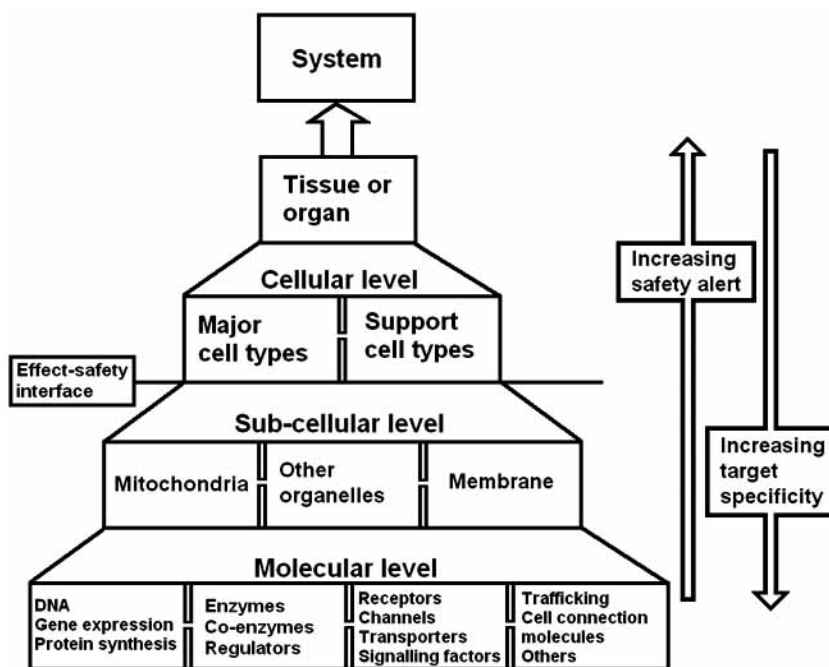 System
Tissue or
organ
Cellular level
Major
cell types
Support
cell types
Effect-safety
interface
Sub-cellular level
Mitochondria
Other
organelles
Membrane
Molecular level
DNA
Gene expression
Protein synthesis
Enzymes
Co-enzymes
Regulators
Receptors
Channels
Transporters
Signalling factors
Trafficking
Cell connection
molecules
Others
Increasing
safety alert
Increasing
target
specificity